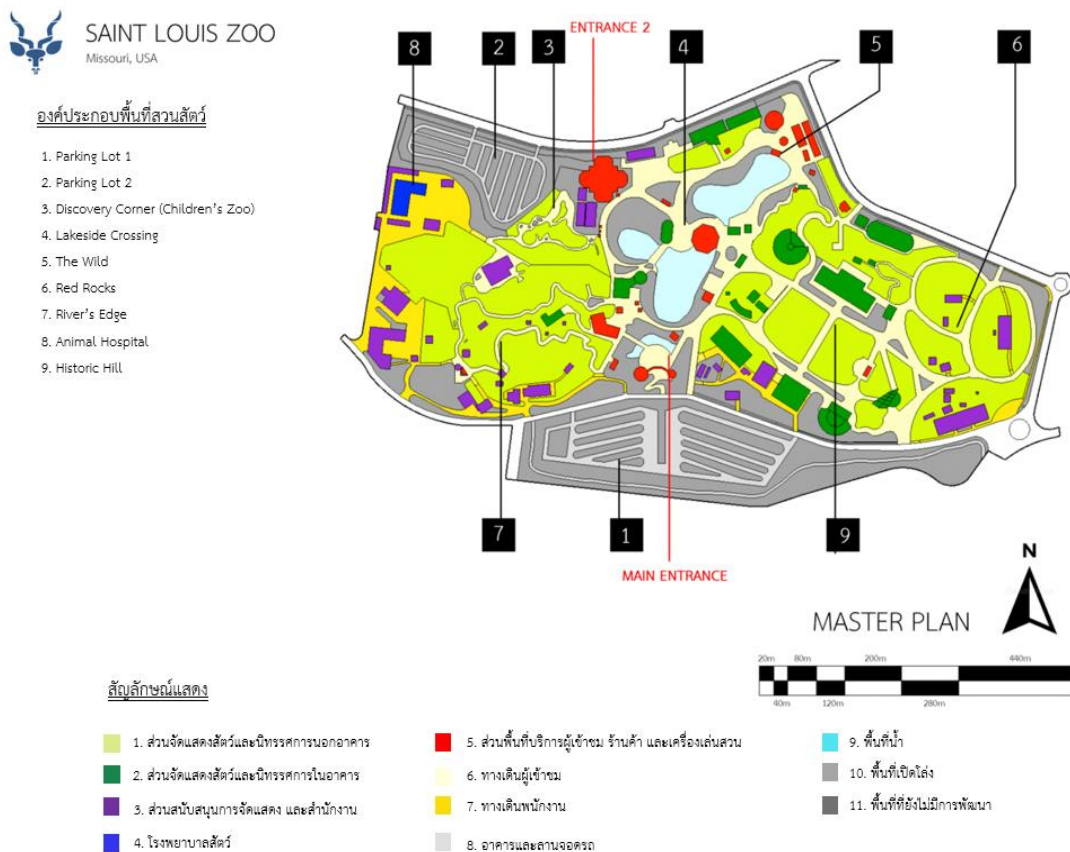 SAINT LOUIS ZOO
Missouri, USA
องค์ประกอบพื้นที่สวนสัตว์
1. Parking Lot 1
2. Parking Lot 2
3. Discovery Corner (Children's Zoo)
4. Lakeside Crossing
5. The Wild
6. Red Rocks
7. River's Edge
8. Animal Hospital
9. Historic Hill
ENTRANCE 2
8
2
3
4
5
6
7
1
9
MAIN ENTRANCE
N
MASTER PLAN
20m 80m 200m 440m
40m 120m 280m
สัญลักษณ์แสดง
1. ส่วนจัดแสดงสัตว์และนิทรรศการนอกอาคาร
2. ส่วนจัดแสดงสัตว์และนิทรรศการในอาคาร
3. ส่วนสนับสนุนการจัดแสดง และสำนักงาน
4. โรงพยาบาลสัตว์
5. ส่วนพื้นที่บริการผู้เข้าชม ร้านค้า และเครื่องเล่นสวน
6. ทางเดินผู้เข้าชม
7. ทางเดินพนักงาน
8. อาคารและลานจอดรถ
9. พื้นที่น้ำ
10. พื้นที่เปิดโล่ง
11. พื้นที่ที่ยังไม่มีการพัฒนา